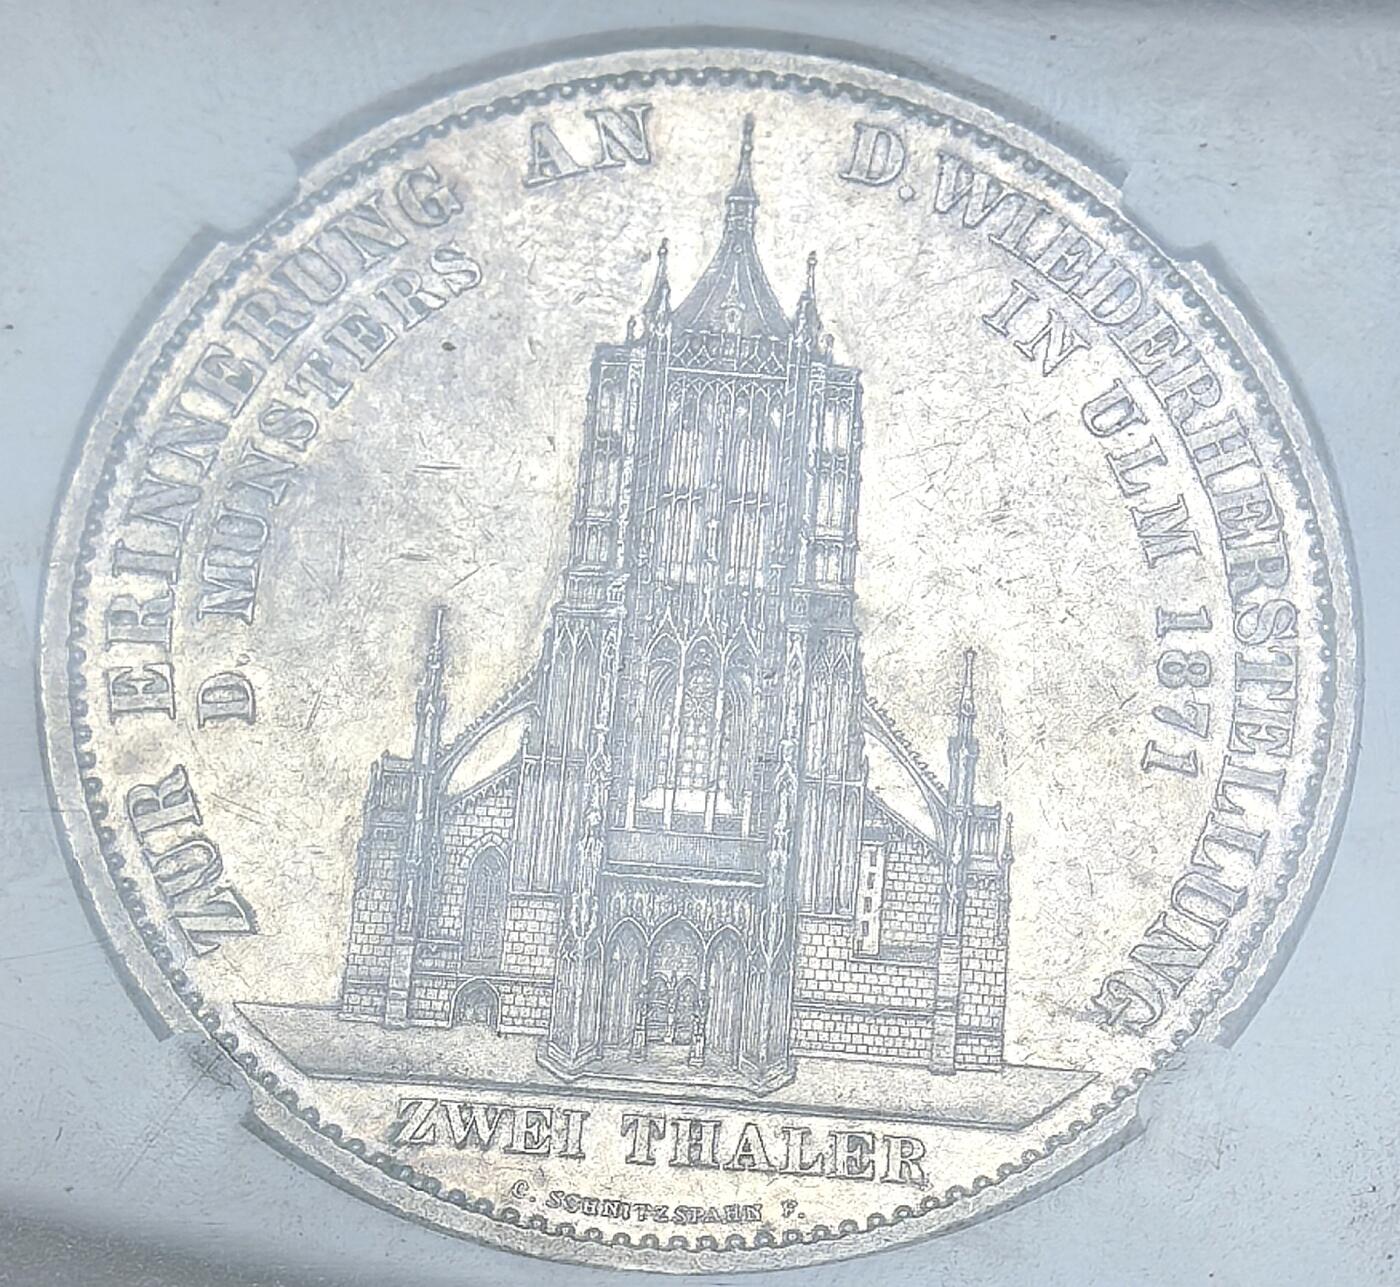 ZUR ERINNERUNG AN D. WIEDERHERSTELLUNG
D. MÜNSTERS IN ULM 1871
ZWEI THALER
C. SCHNITZSPAHN F.